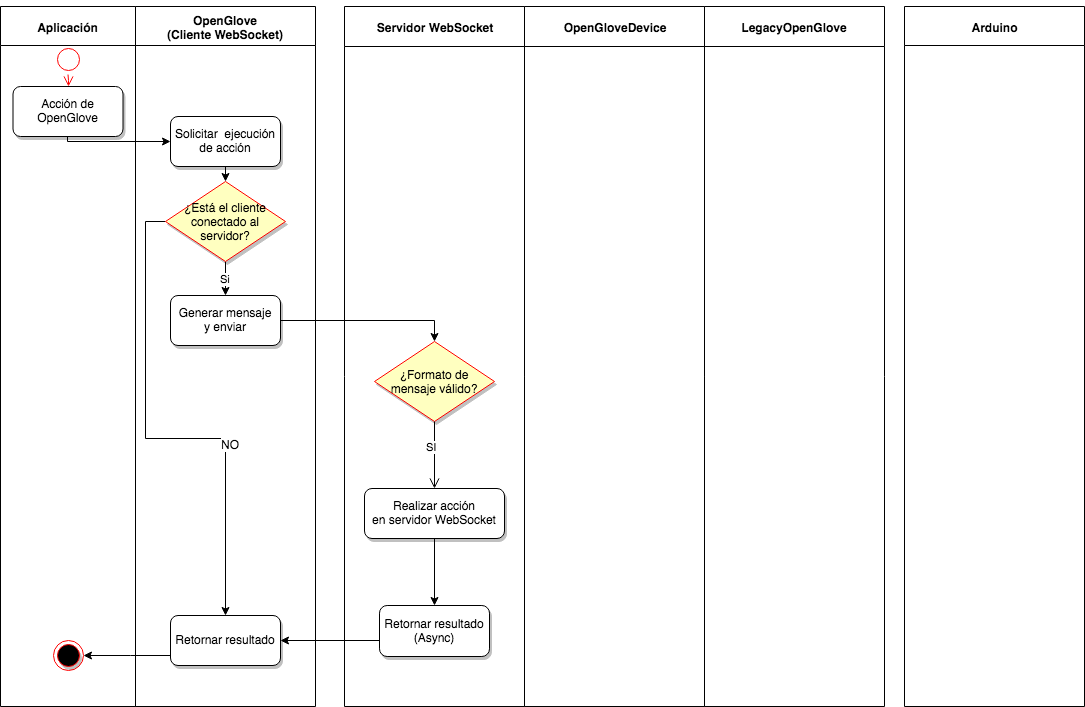 Aplicación
OpenGlove
(Cliente WebSocket)
Servidor WebSocket
OpenGloveDevice
LegacyOpenGlove
Arduino
Acción de
OpenGlove
Solicitar ejecución
de acción
¿Está el cliente
conectado al
servidor?
Si
Generar mensaje
y enviar
¿Formato de
mensaje válido?
NO
SI
Realizar acción
en servidor WebSocket
Retornar resultado
(Async)
Retornar resultado